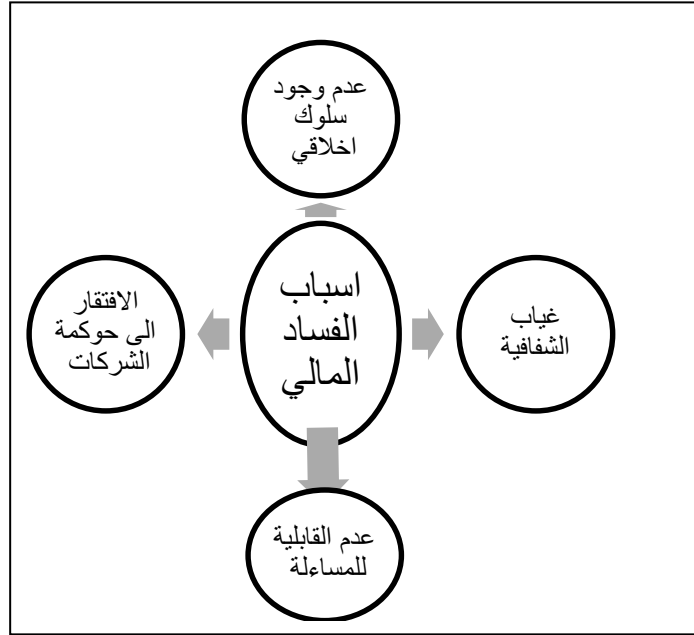 عدم وجود
سلوك
اخلاقي
اسباب
الفساد
المالي
غياب
الشفافية
الافتقار
الى حوكمة
الشركات
عدم القابلية
للمساءلة